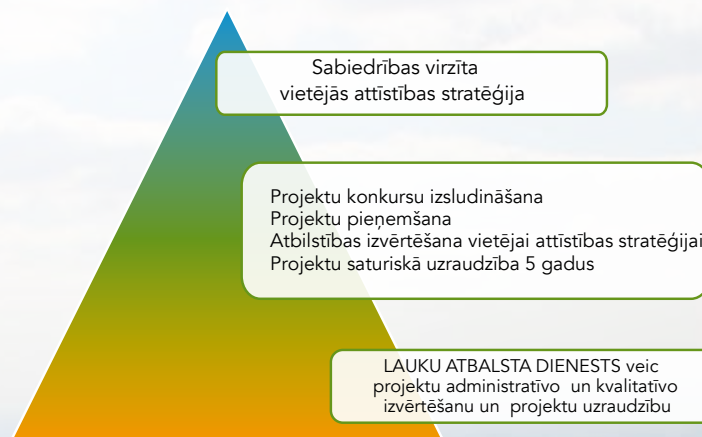 Sabiedrības virzīta
vietējās attīstības stratēģija
Projektu konkursu izsludināšana
Projektu pieņemšana
Atbilstības izvērtēšana vietējai attīstības stratēģijai
Projektu saturiskā uzraudzība 5 gadus
LAUKU ATBALSTA DIENESTS veic
projektu administratīvo un kvalitatīvo
izvērtēšanu un projektu uzraudzību